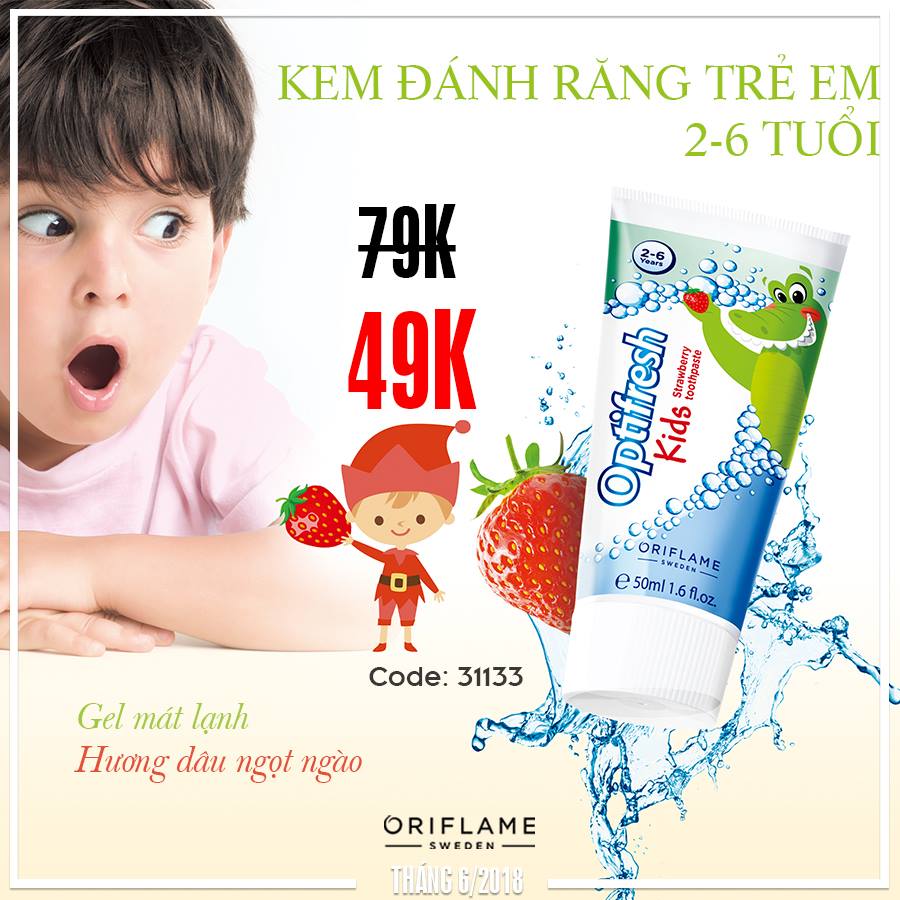 KEM ĐÁNH RĂNG TRẺ EM
2-6 TUỔI
79K
49K
2-6
Years
Optifresh
Kids
Strawberry
toothpaste
ORIFLAME
SWEDEN
e 50ml 1.6 fl.oz.
Code: 31133
Gel mát lạnh
Hương dâu ngọt ngào
ORIFLAME
SWEDEN
THÁNG 6/2018